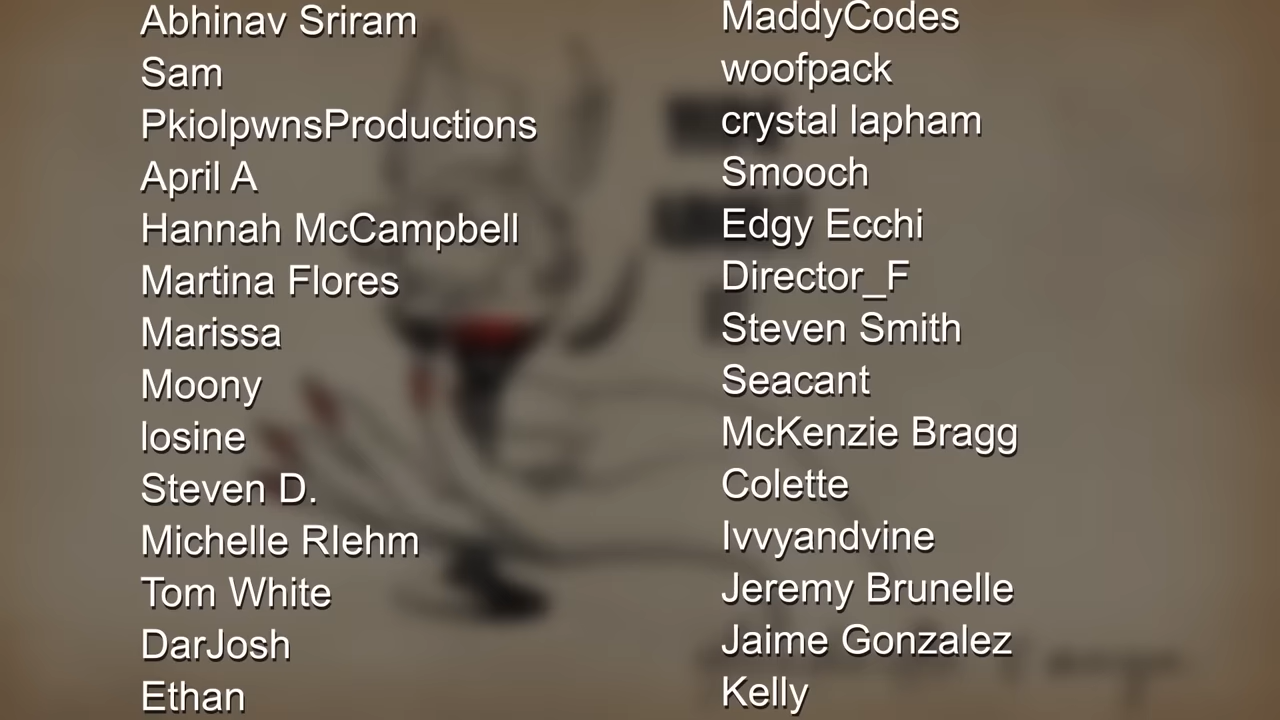 Abhinav Sriram
Sam
PkiolpwnsProductions
April A
Hannah McCampbell
Martina Flores
Marissa
Moony
losine
Steven D.
Michelle RIehm
Tom White
DarJosh
Ethan
MaddyCodes
woofpack
crystal lapham
Smooch
Edgy Ecchi
Director_F
Steven Smith
Seacant
McKenzie Bragg
Colette
Ivvyandvine
Jeremy Brunelle
Jaime Gonzalez
Kelly